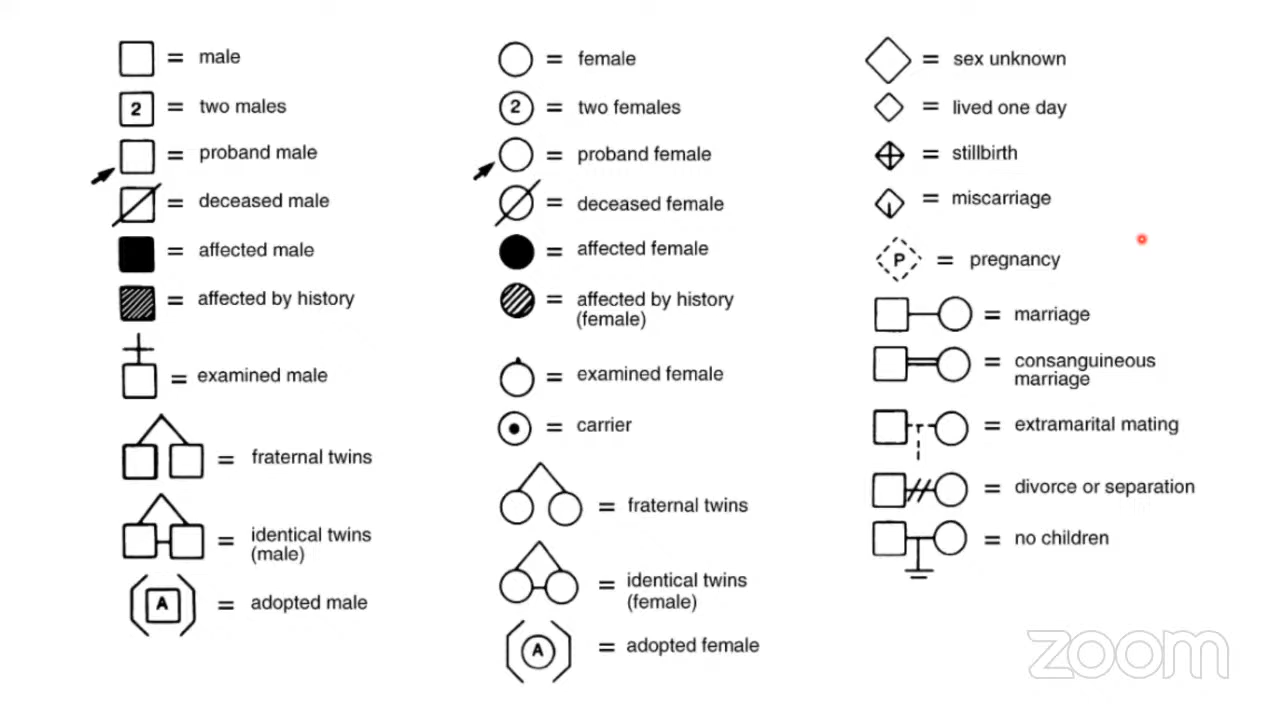 = male
2 = two males
= proband male
= deceased male
= affected male
= affected by history
= examined male
= fraternal twins
= identical twins
(male)
A = adopted male
= female
2 = two females
= proband female
= deceased female
= affected female
= affected by history
(female)
= examined female
= carrier
= fraternal twins
= identical twins
(female)
A = adopted female
= sex unknown
= lived one day
= stillbirth
= miscarriage
P = pregnancy
= marriage
= consanguineous
marriage
= extramarital mating
= divorce or separation
= no children
zoom